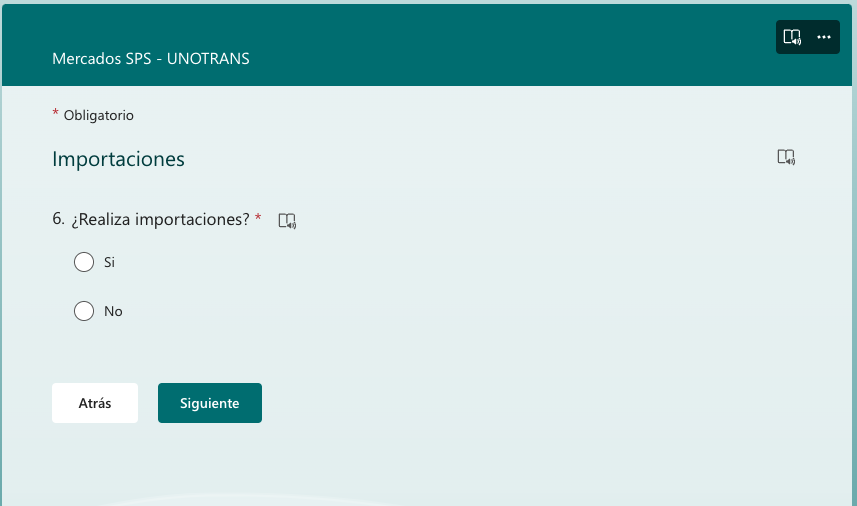 Mercados SPS - UNOTRANS
* Obligatorio
Importaciones
6. ¿Realiza importaciones? *
Si
No
Atrás
Siguiente